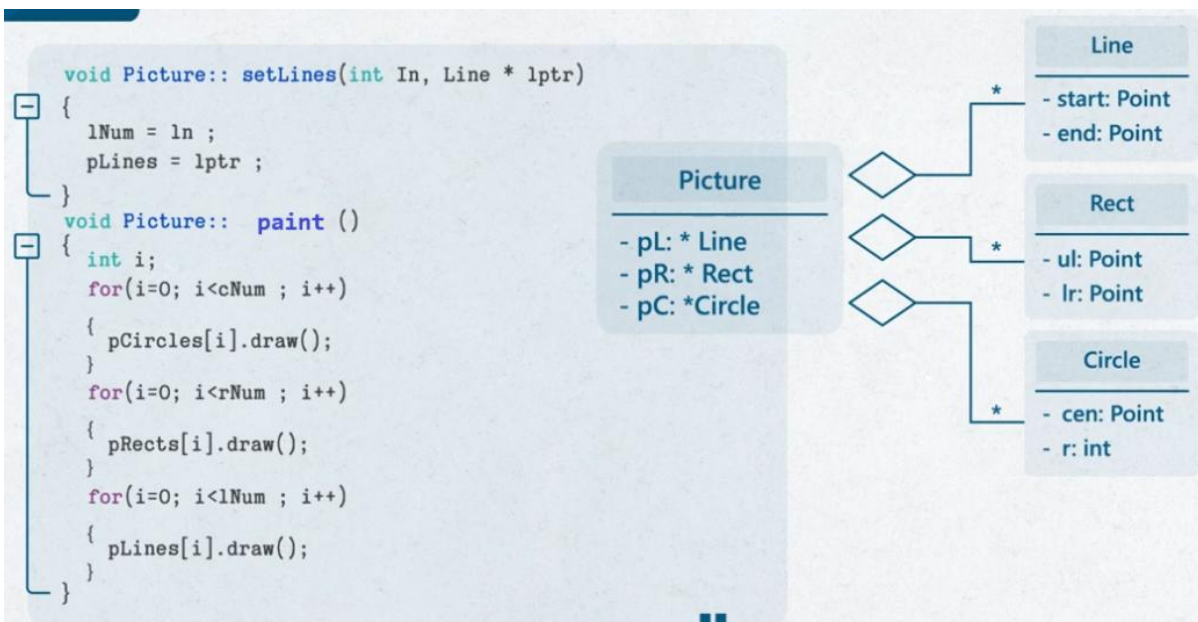 void Picture:: setLines(int In, Line * lptr)
{
lNum = ln ;
pLines = lptr ;
}
void Picture:: paint ()
{
int i;
for(i=0; i<cNum ; i++)
{
pCircles[i].draw();
}
for(i=0; i<rNum ; i++)
{
pRects[i].draw();
}
for(i=0; i<lNum ; i++)
{
pLines[i].draw();
}
}
Picture
- pL: * Line
- pR: * Rect
- pC: *Circle
*
Line
- start: Point
- end: Point
*
Rect
- ul: Point
- lr: Point
*
Circle
- cen: Point
- r: int